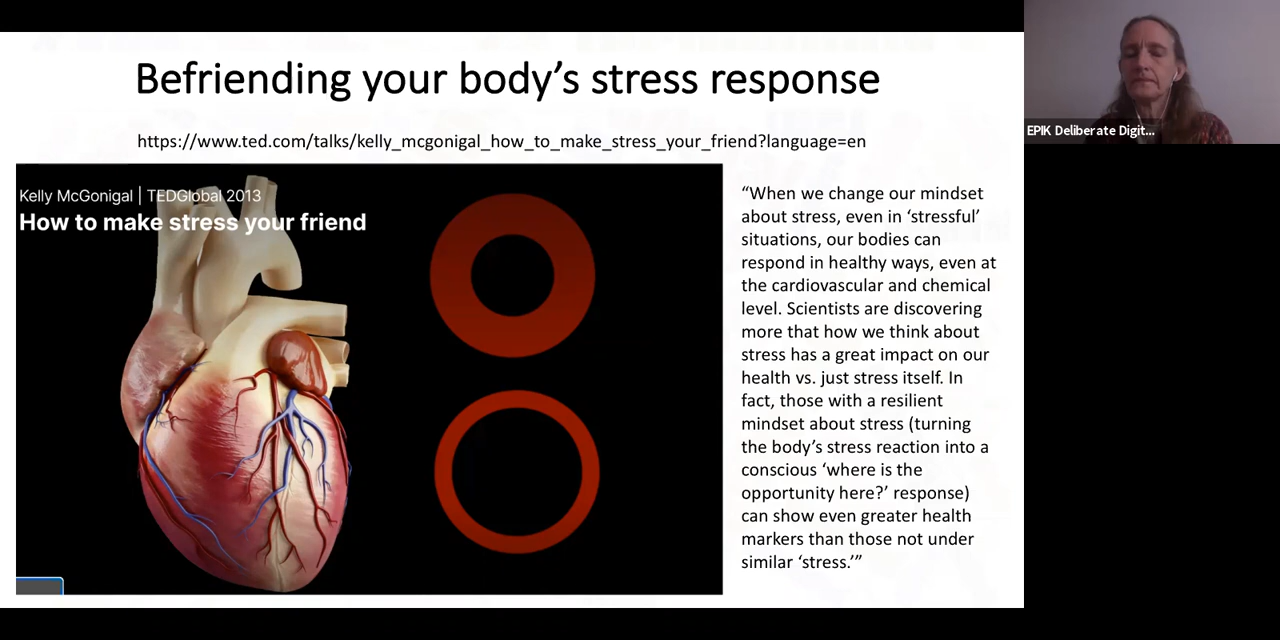 Befriending your body’s stress response
https://www.ted.com/talks/kelly_mcgonigal_how_to_make_stress_your_friend?language=en
Kelly McGonigal | TEDGlobal 2013
How to make stress your friend
“When we change our mindset
about stress, even in ‘stressful’
situations, our bodies can
respond in healthy ways, even at
the cardiovascular and chemical
level. Scientists are discovering
more that how we think about
stress has a great impact on our
health vs. just stress itself. In
fact, those with a resilient
mindset about stress (turning
the body’s stress reaction into a
conscious ‘where is the
opportunity here?’ response)
can show even greater health
markers than those not under
similar ‘stress.’”
EPIK Deliberate Digit...